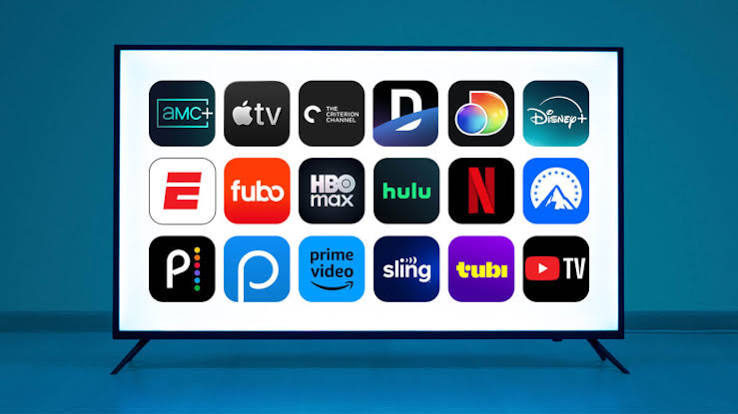 aMC+
tv
THE
CRITERION
CHANNEL
D
Disney+
E
fubo
HBO
max
hulu
N
P
P
prime
video
sling
tubi
TV